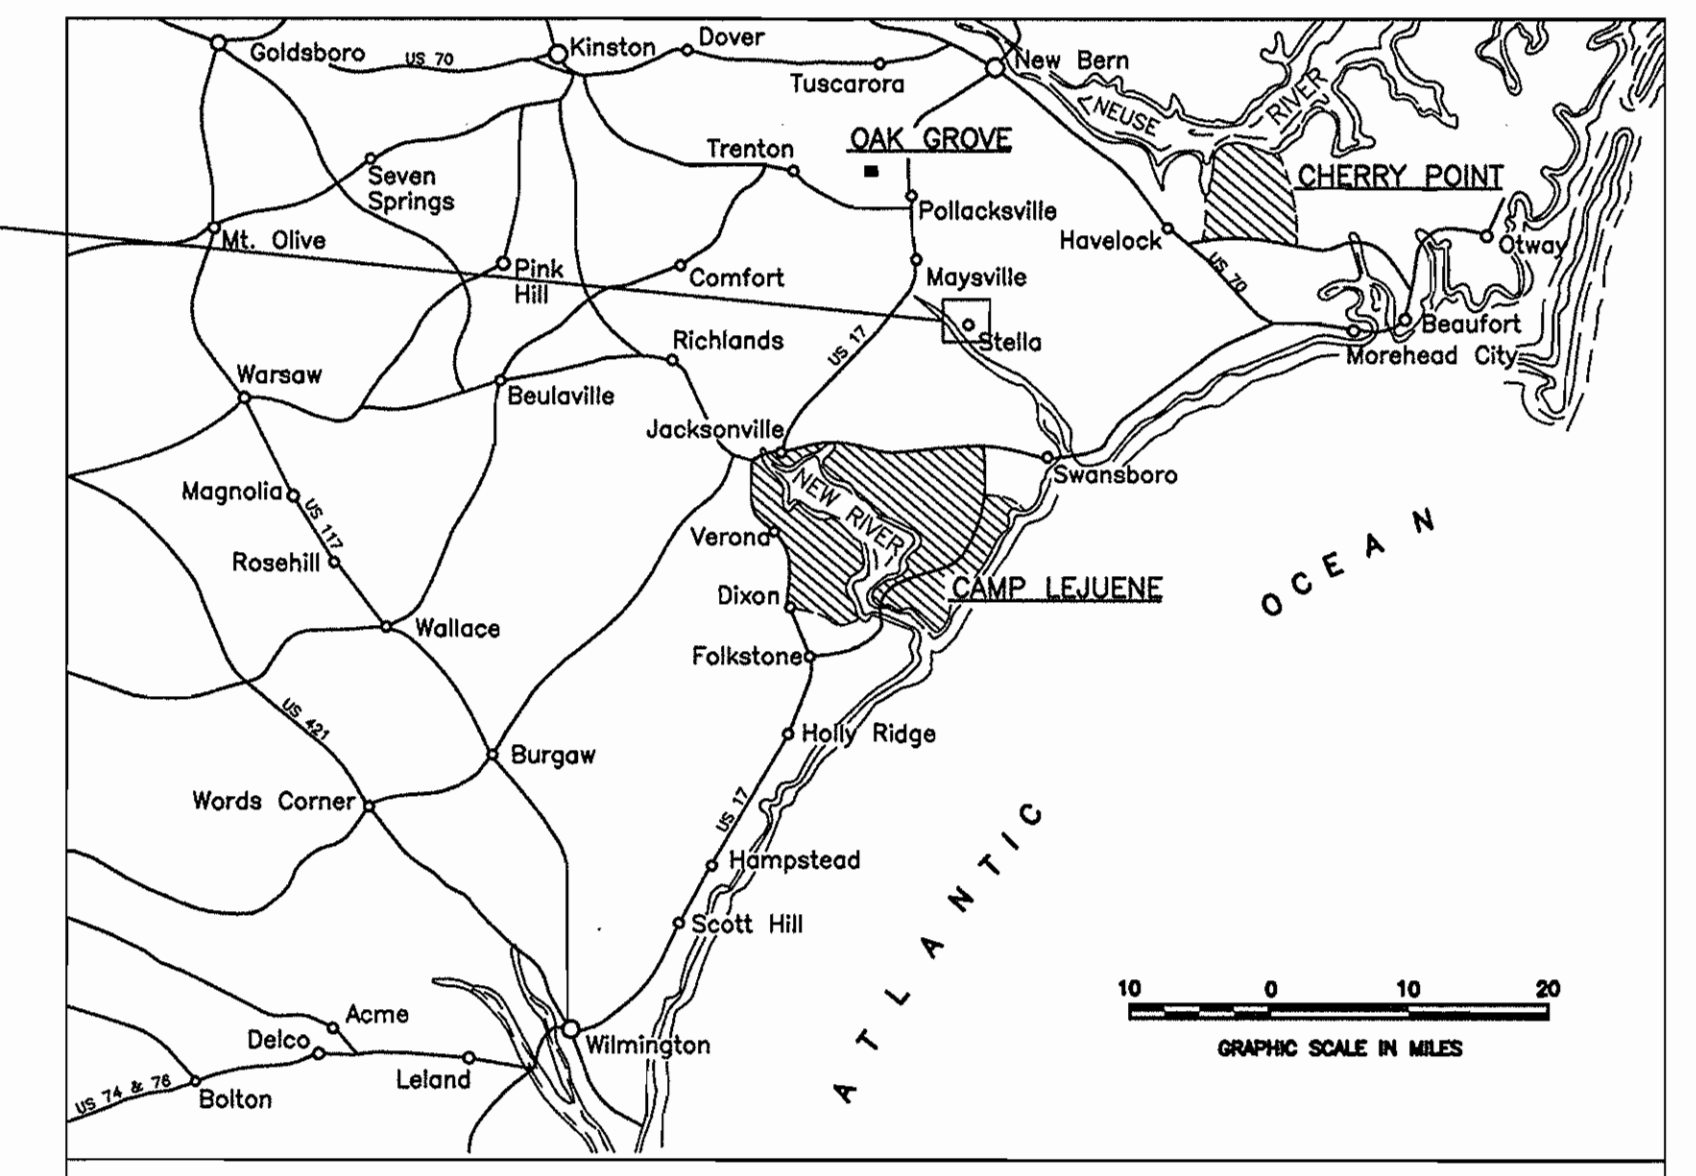 Goldsboro
US 70
Kinston
Dover
Tuscarora
New Bern
NEUSE
RIVER
OAK GROVE
Trenton
CHERRY POINT
Seven
Springs
Pollacksville
Mt. Olive
Havelock
Otway
Pink
Hill
Comfort
Maysville
US 70
Stella
Beaufort
Richlands
US 17
Morehead City
Warsaw
Beulaville
Jacksonville
Swansboro
Magnolia
US 117
NEW RIVER
Verona
Rosehill
Dixon
CAMP LEJUENE
Wallace
Folkstone
US 421
Holly Ridge
Burgaw
Words Corner
US 17
Hampstead
Scott Hill
ATLANTIC
OCEAN
Acme
Delco
Wilmington
Leland
US 74 & 76
Bolton
10 0 10 20
GRAPHIC SCALE IN MILES